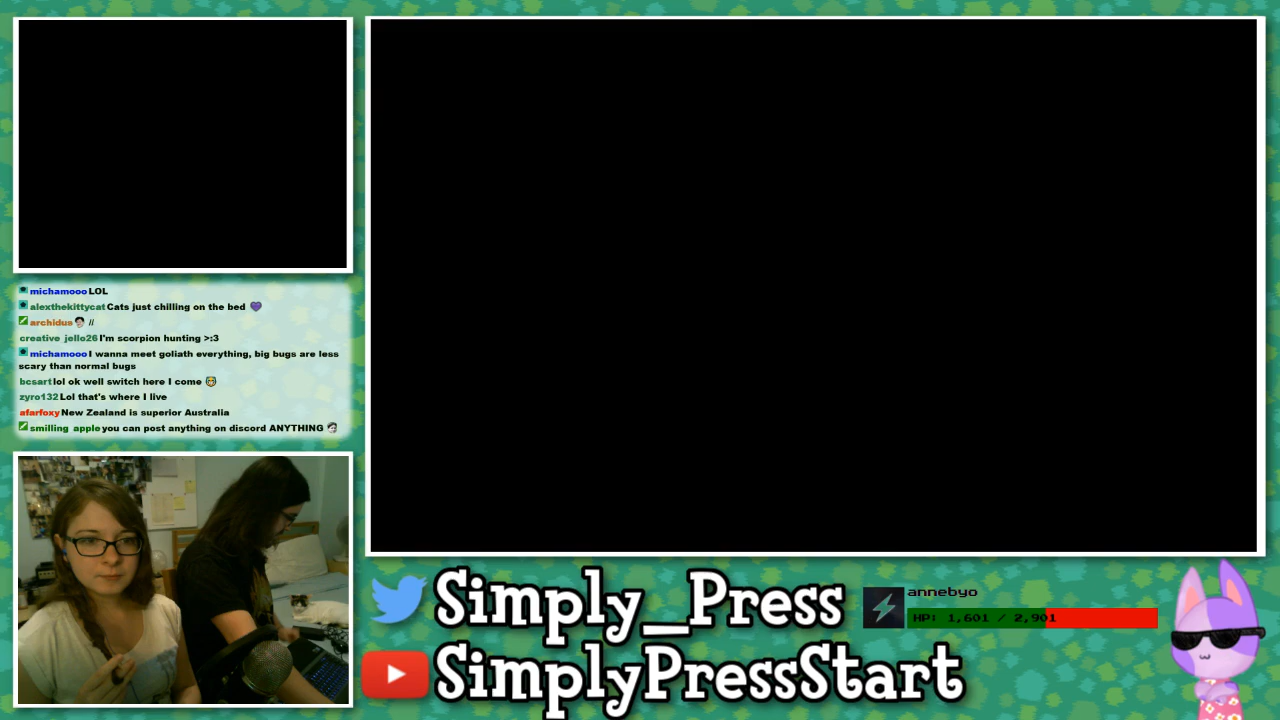 michamooo LOL
alexthekittycat Cats just chilling on the bed
archidus //
creative_jello26 I'm scorpion hunting >:3
michamooo I wanna meet goliath everything, big bugs are less
scary than normal bugs
bcsart lol ok well switch here I come
zyro132 Lol that's where I live
afarfoxy New Zealand is superior Australia
smilling_apple you can post anything on discord ANYTHING
Simply_Press
annebyo
HP: 1,601 / 2,901
SimplyPressStart